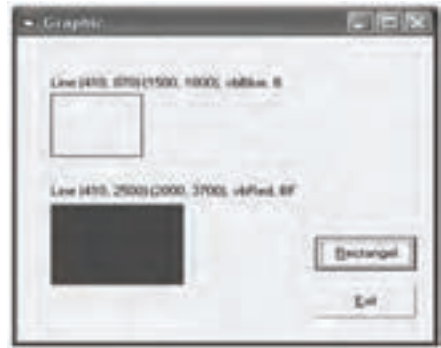 Graphic
Line (410, 870)-(1500, 1800), vbBlue, B
Line (410, 2500)-(2000, 3700), vbRed, BF
Rectangel
Exit